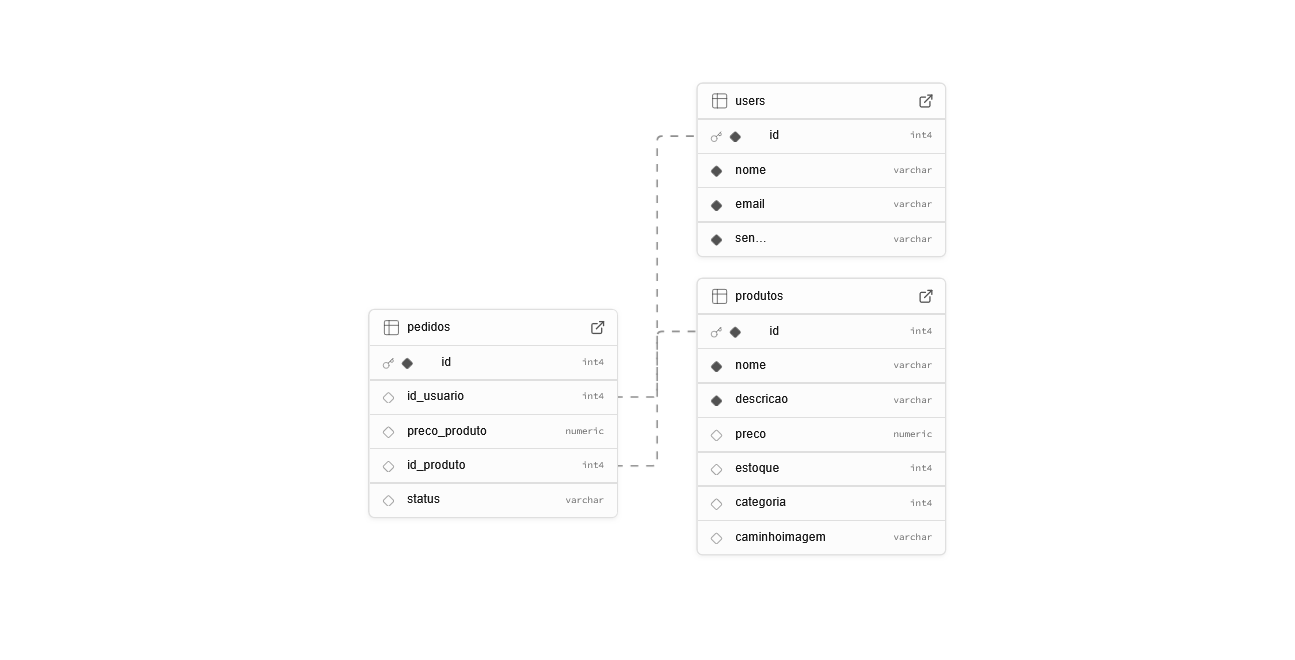 users
id int4
nome varchar
email varchar
sen... varchar
produtos
id int4
nome varchar
descricao varchar
preco numeric
estoque int4
categoria int4
caminhoimagem varchar
pedidos
id int4
id_usuario int4
preco_produto numeric
id_produto int4
status varchar